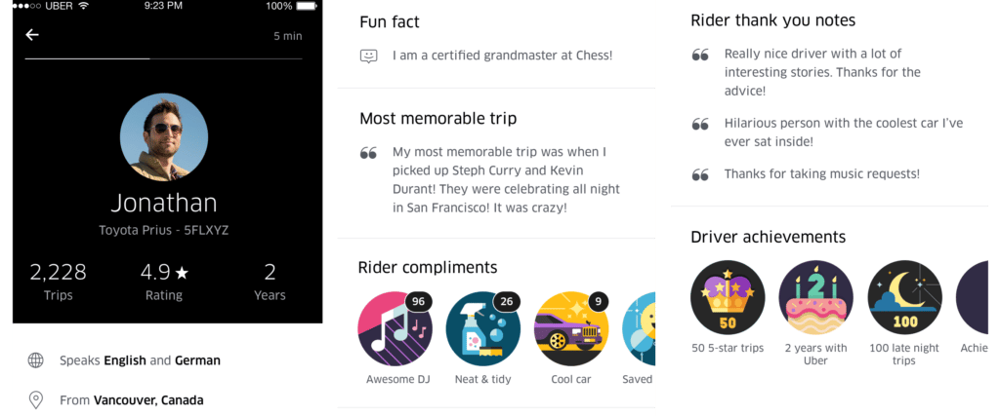 UBER 9:23 PM 100%
5 min
Jonathan
Toyota Prius - 5FLXYZ
2,228 4.9 2
Trips Rating Years
Speaks English and German
From Vancouver, Canada
Fun fact
I am a certified grandmaster at Chess!
Most memorable trip
My most memorable trip was when I
picked up Steph Curry and Kevin
Durant! They were celebrating all night
in San Francisco! It was crazy!
Rider compliments
96 26 9
Awesome DJ Neat & tidy Cool car Saved
Rider thank you notes
Really nice driver with a lot of
interesting stories. Thanks for the
advice!
Hilarious person with the coolest car I've
ever sat inside!
Thanks for taking music requests!
Driver achievements
50 2 100
50 5-star trips 2 years with 100 late night Achie
Uber trips